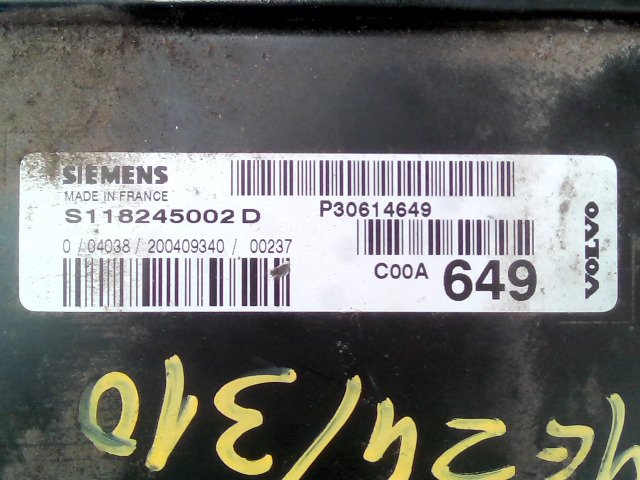 SIEMENS
MADE IN FRANCE
S118245002 D
P30614649
0 / 04038 / 200409340 / 00237
C00A 649
VOLVO